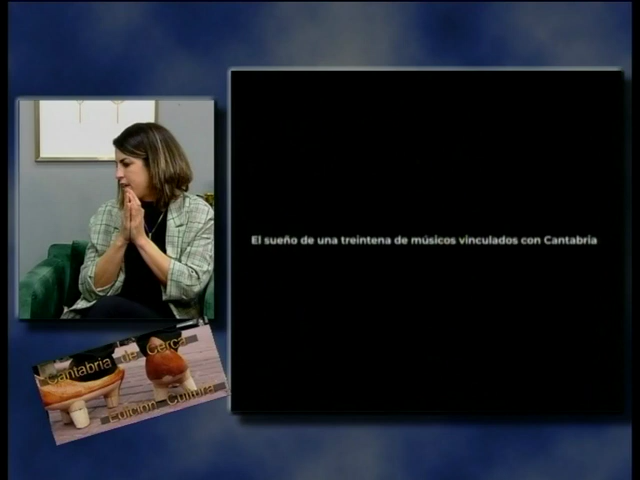 El sueño de una treintena de músicos vinculados con Cantabria
Cantabria de Cerca
Edición Cultura